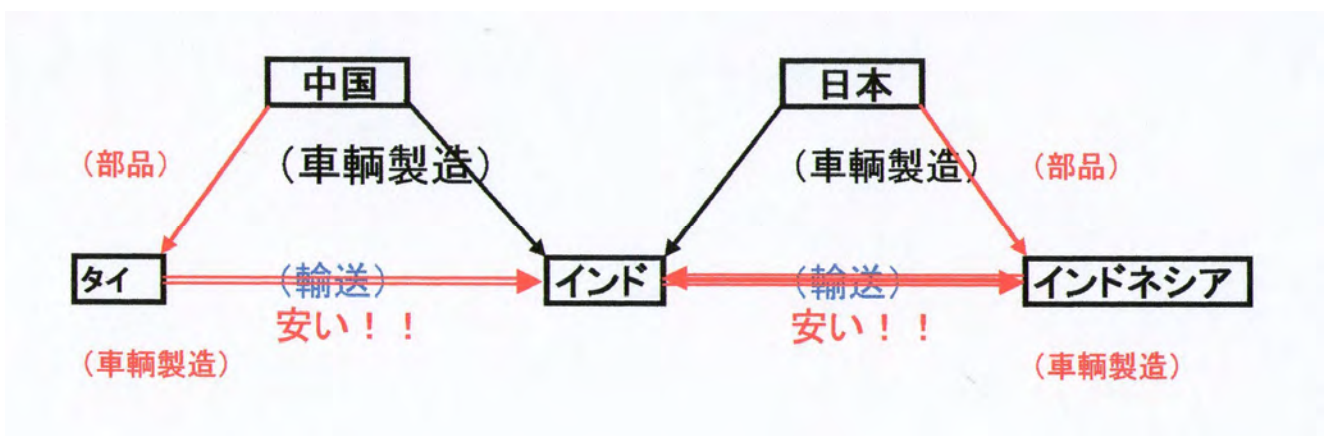 中国
日本
(部品)
(車輌製造)
(車輌製造)
(部品)
タイ
(輸送)
インド
(輸送)
インドネシア
安い！！
安い！！
(車輌製造)
(車輌製造)